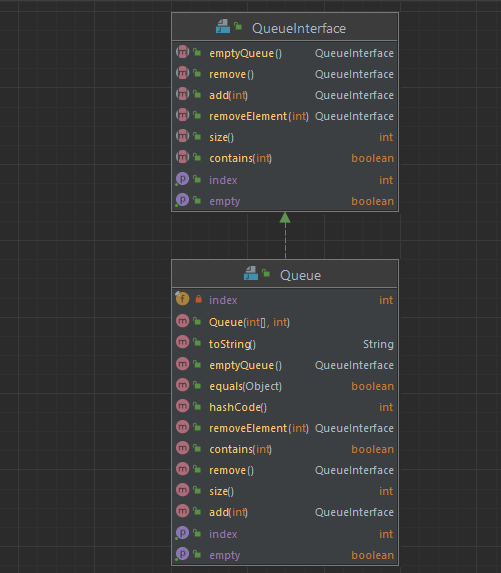 QueueInterface
emptyQueue() QueueInterface
remove() QueueInterface
add(int) QueueInterface
removeElement(int) QueueInterface
size() int
contains(int) boolean
index int
empty boolean
Queue
index int
Queue(int[], int)
toString() String
emptyQueue() QueueInterface
equals(Object) boolean
hashCode() int
removeElement(int) QueueInterface
contains(int) boolean
remove() QueueInterface
size() int
add(int) QueueInterface
index int
empty boolean